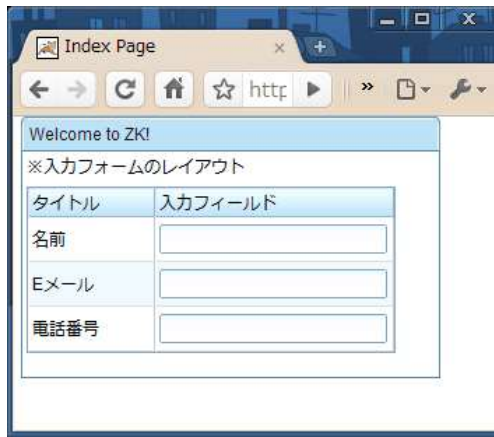 Index Page
http
Welcome to ZK!
※入力フォームのレイアウト
タイトル 入力フィールド
名前
Eメール
電話番号